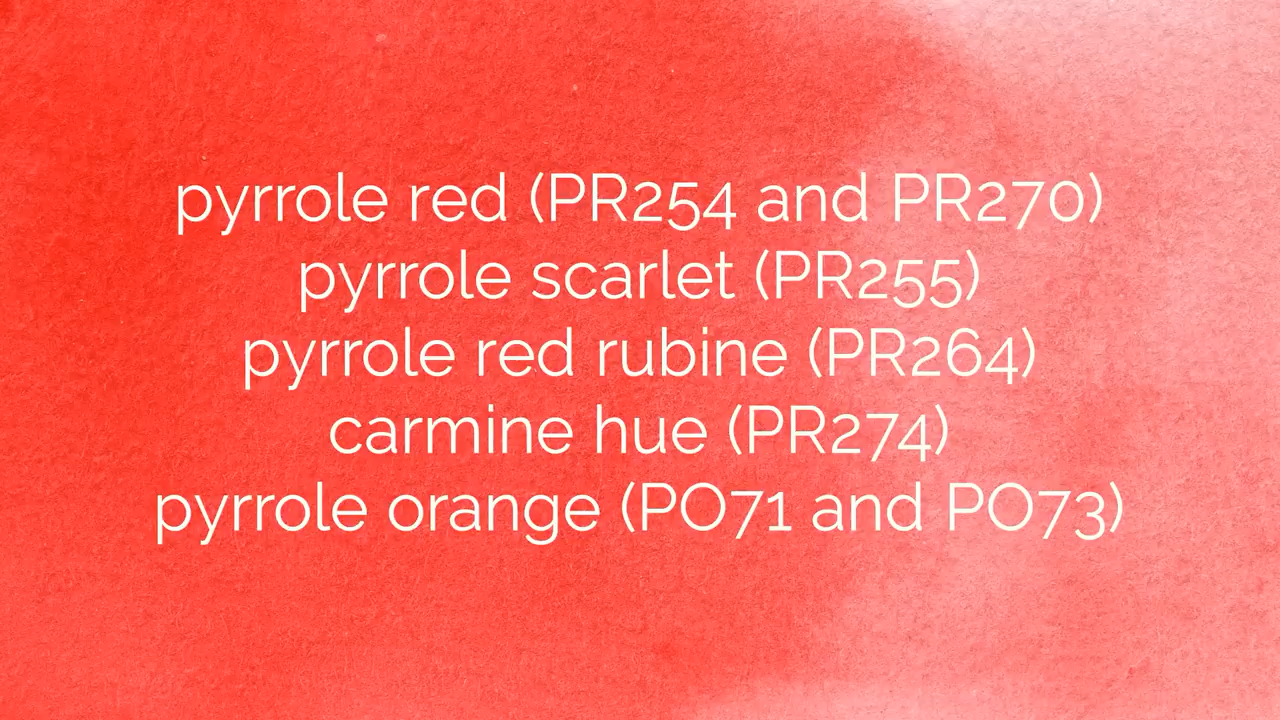 pyrrole red (PR254 and PR270)
pyrrole scarlet (PR255)
pyrrole red rubine (PR264)
carmine hue (PR274)
pyrrole orange (PO71 and PO73)